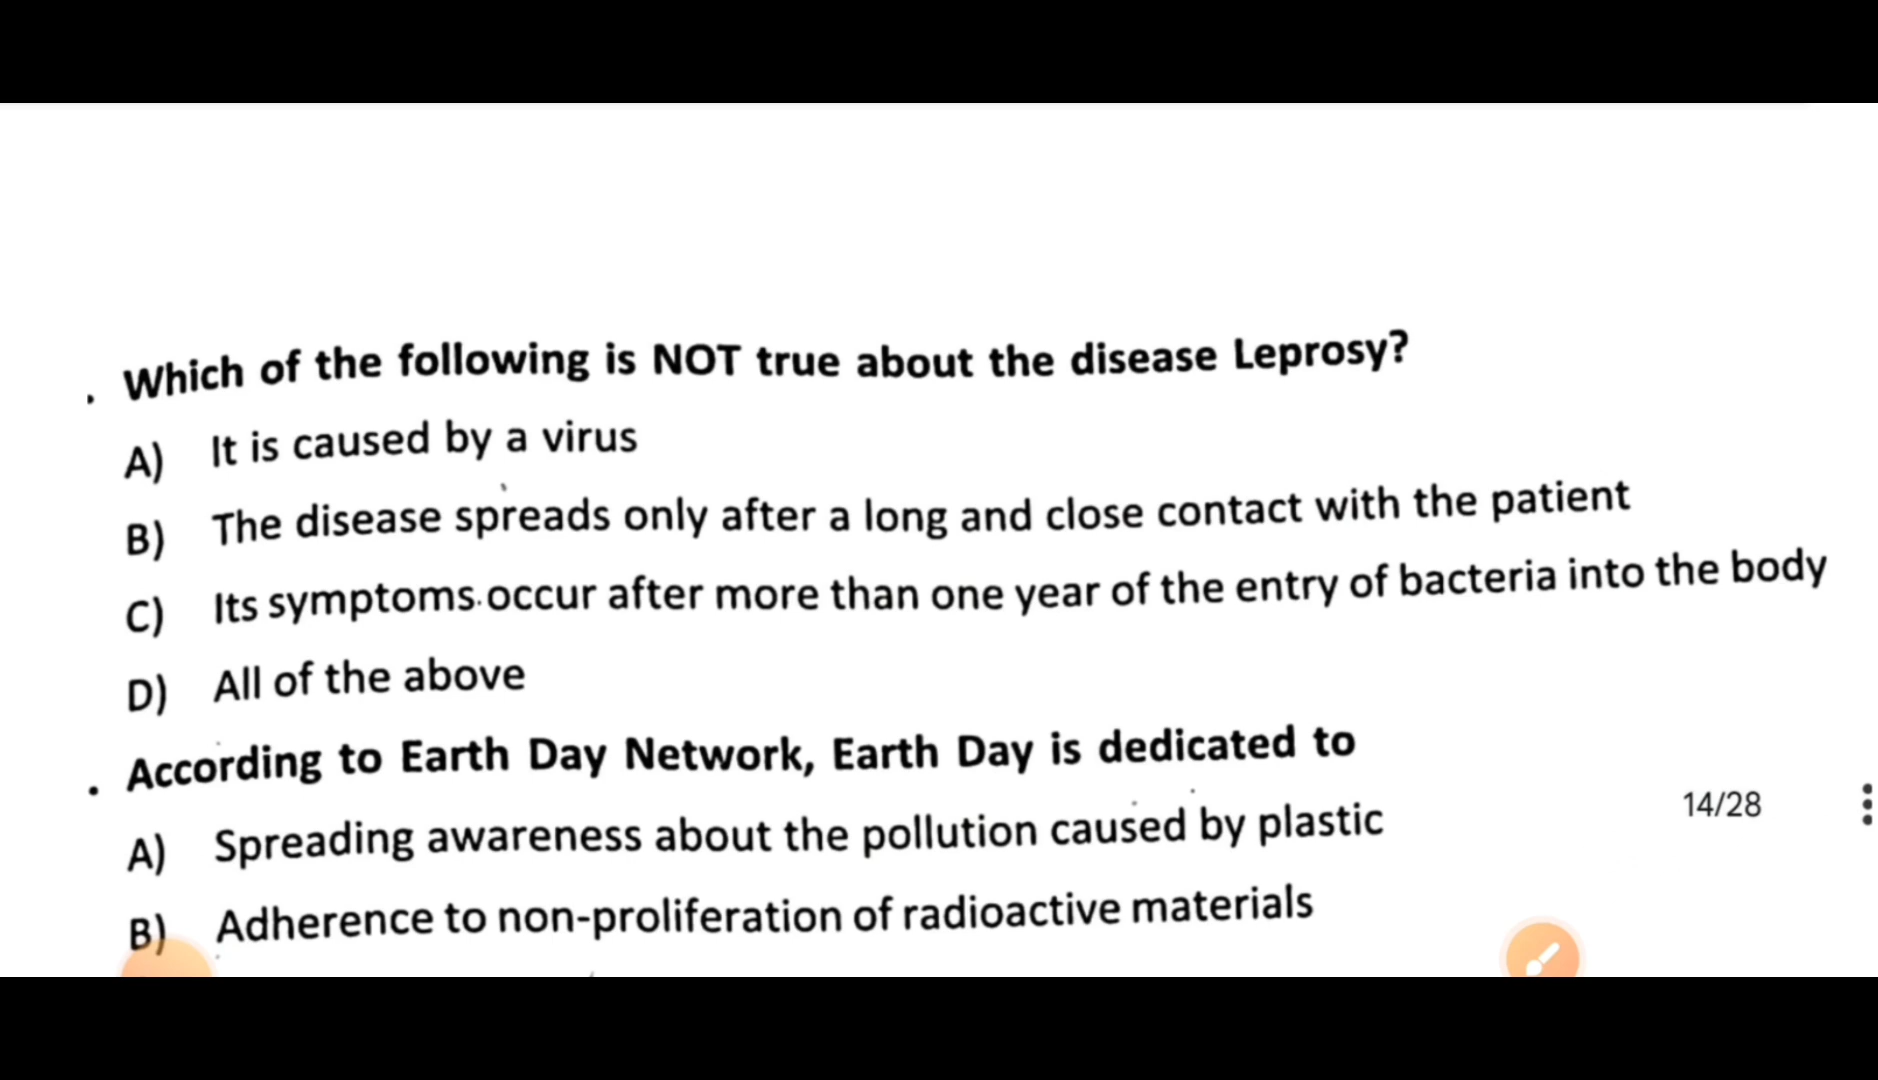 . Which of the following is NOT true about the disease Leprosy?
A) It is caused by a virus
B) The disease spreads only after a long and close contact with the patient
C) Its symptoms occur after more than one year of the entry of bacteria into the body
D) All of the above
. According to Earth Day Network, Earth Day is dedicated to
14/28
A) Spreading awareness about the pollution caused by plastic
B) Adherence to non-proliferation of radioactive materials